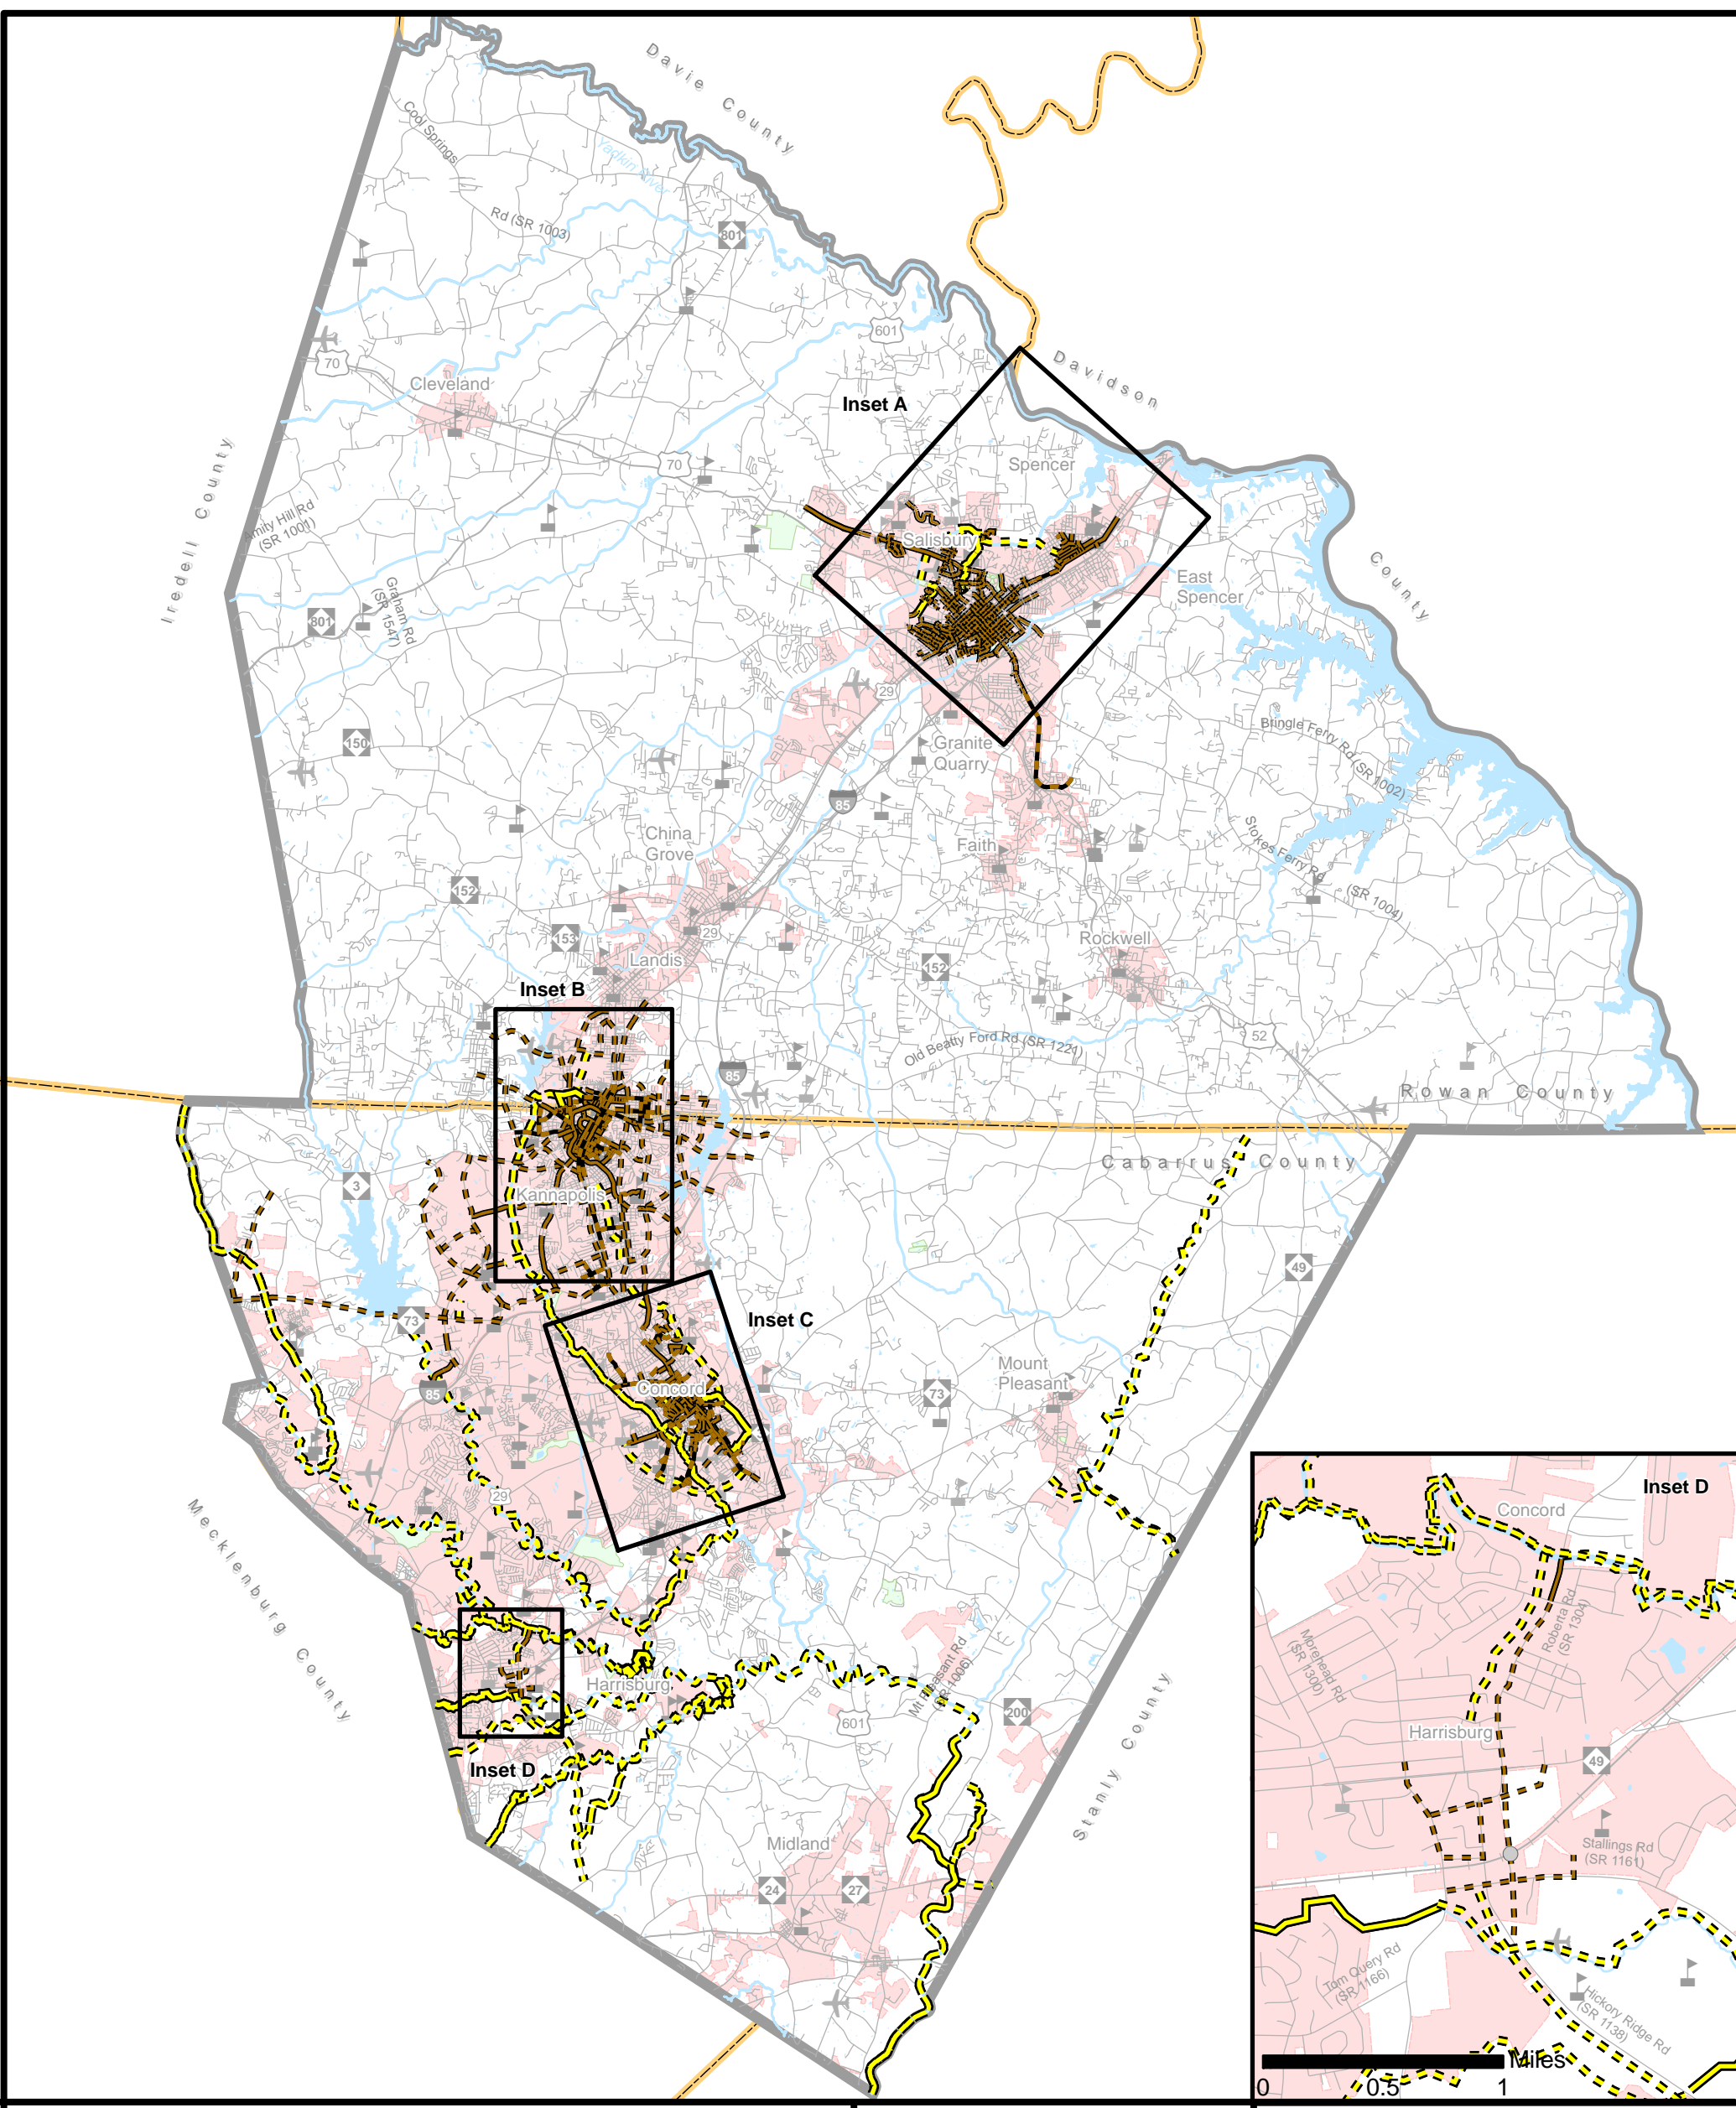 Davie County
Cool Springs
Yadkin River
Rd (SR 1003)
801
601
70
Davidson
Cleveland
Inset A
Iredell County
70
Spencer
Amity Hill Rd
(SR 1001)
Salisbury
County
East
Spencer
Graham Rd
(SR 1547)
801
29
Bringle Ferry Rd (SR 1002)
150
Granite
Quarry
85
Stokes Ferry Rd
(SR 1004)
China
Grove
Faith
152
153
29
Rockwell
Landis
152
Inset B
52
Old Beatty Ford Rd (SR 1221)
85
Rowan County
Cabarrus County
3
Kannapolis
49
73
Inset C
Mount
Pleasant
85
Concord
73
29
Mecklenburg County
Mt Pleasant Rd
(SR 1006)
Harrisburg
200
601
Stanly County
Inset D
Midland
24
27
Inset D
Concord
Roberta Rd
(SR 1304)
Morehead Rd
(SR 1300)
Harrisburg
49
Stallings Rd
(SR 1161)
Tom Query Rd
(SR 1166)
Hickory Ridge Rd
(SR 1138)
Miles
0 0.5 1